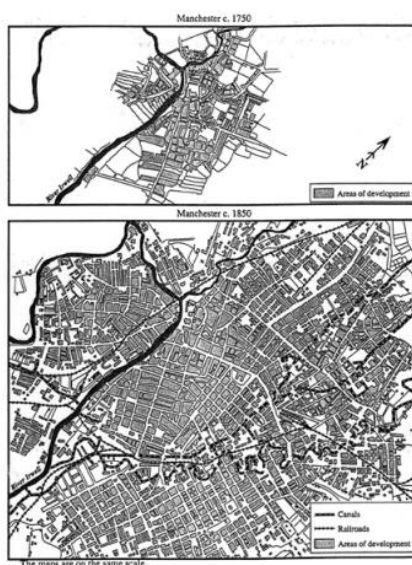 Manchester c. 1750
River Irwell
N
Areas of development
Manchester c. 1850
River Irwell
Canals
Railroads
Areas of development
The maps are on the same scale